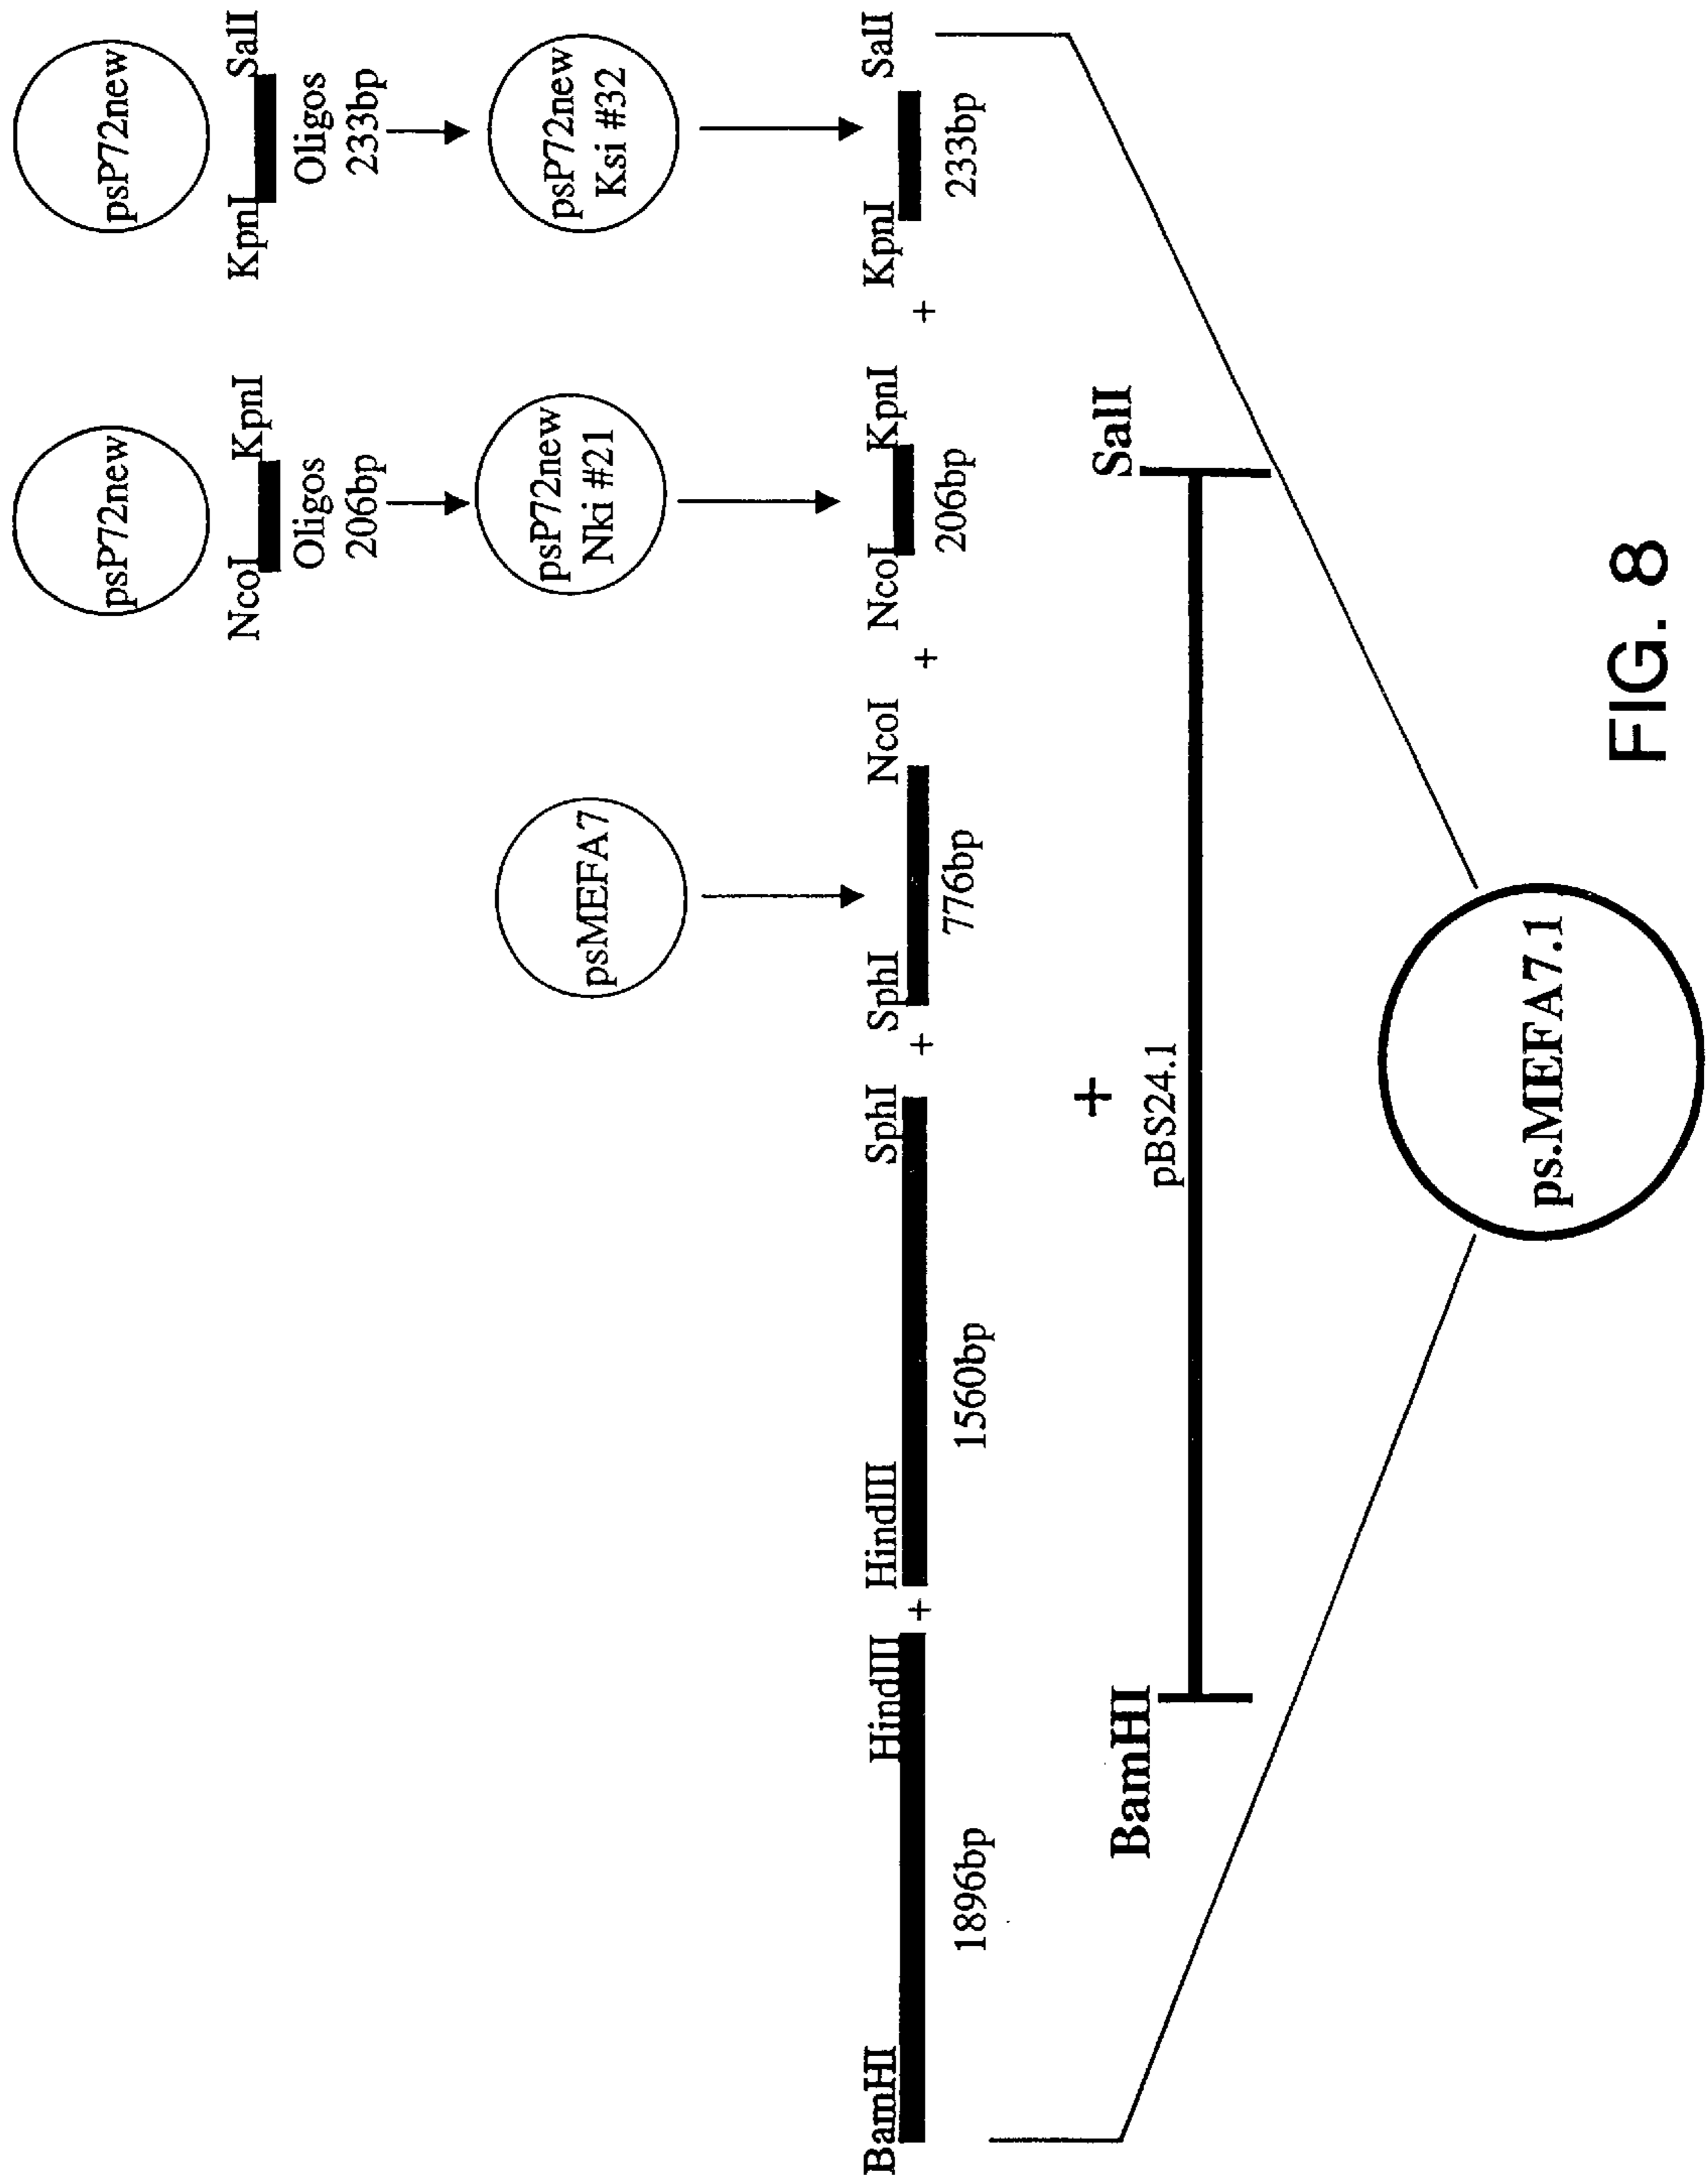 psP72new
psP72new
NcoI KpnI
KpnI SalI
Oligos
206bp
Oligos
233bp
psMEFA7
psP72new
Nki #21
psP72new
Ksi #32
BamHI HindIII + HindIII SphI + SphI NcoI + NcoI KpnI + KpnI SalI
1896bp 1560bp 776bp 206bp 233bp
+
BamHI pBS24.1 SalI
ps.MEFA7.1
FIG. 8